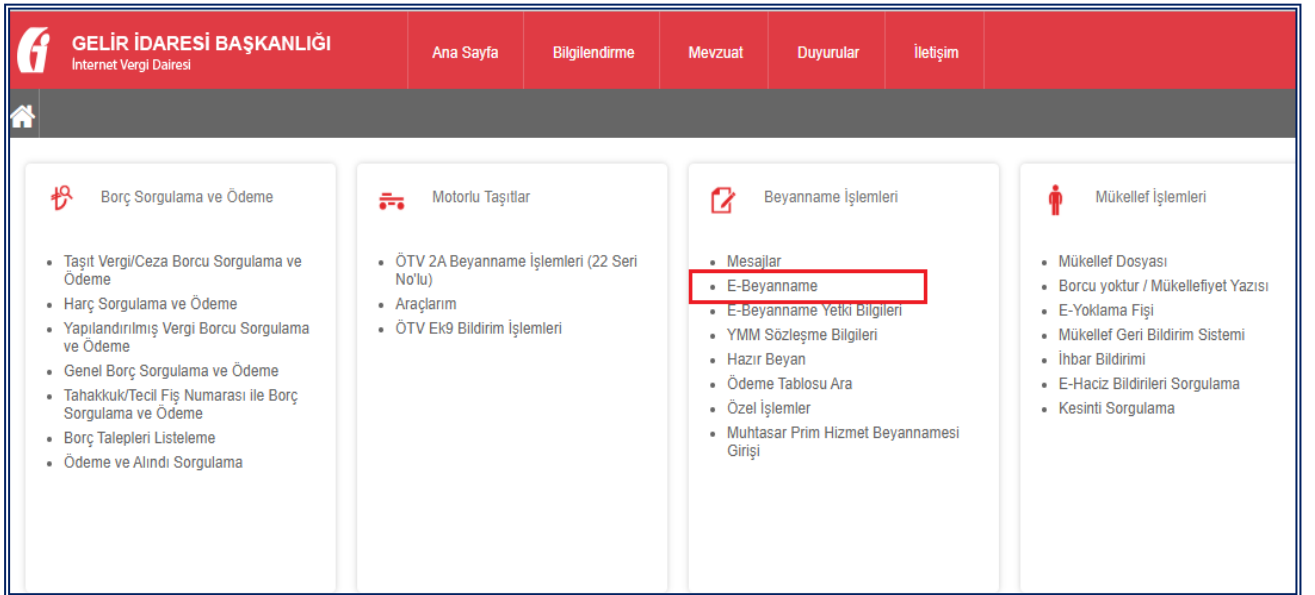 GELİR İDARESİ BAŞKANLIĞI
İnternet Vergi Dairesi
Ana Sayfa
Bilgilendirme
Mevzuat
Duyurular
İletişim
Borç Sorgulama ve Ödeme
Taşıt Vergi/Ceza Borcu Sorgulama ve
Ödeme
Harç Sorgulama ve Ödeme
Yapılandırılmış Vergi Borcu Sorgulama
ve Ödeme
Genel Borç Sorgulama ve Ödeme
Tahakkuk/Tecil Fiş Numarası ile Borç
Sorgulama ve Ödeme
Borç Talepleri Listeleme
Ödeme ve Alındı Sorgulama
Motorlu Taşıtlar
ÖTV 2A Beyanname İşlemleri (22 Seri
No'lu)
Araçlarım
ÖTV Ek9 Bildirim İşlemleri
Beyanname İşlemleri
Mesajlar
E-Beyanname
E-Beyanname Yetki Bilgileri
YMM Sözleşme Bilgileri
Hazır Beyan
Ödeme Tablosu Ara
Özel İşlemler
Muhtasar Prim Hizmet Beyannamesi
Girişi
Mükellef İşlemleri
Mükellef Dosyası
Borcu yoktur / Mükellefiyet Yazısı
E-Yoklama Fişi
Mükellef Geri Bildirim Sistemi
İhbar Bildirimi
E-Haciz Bildirileri Sorgulama
Kesinti Sorgulama